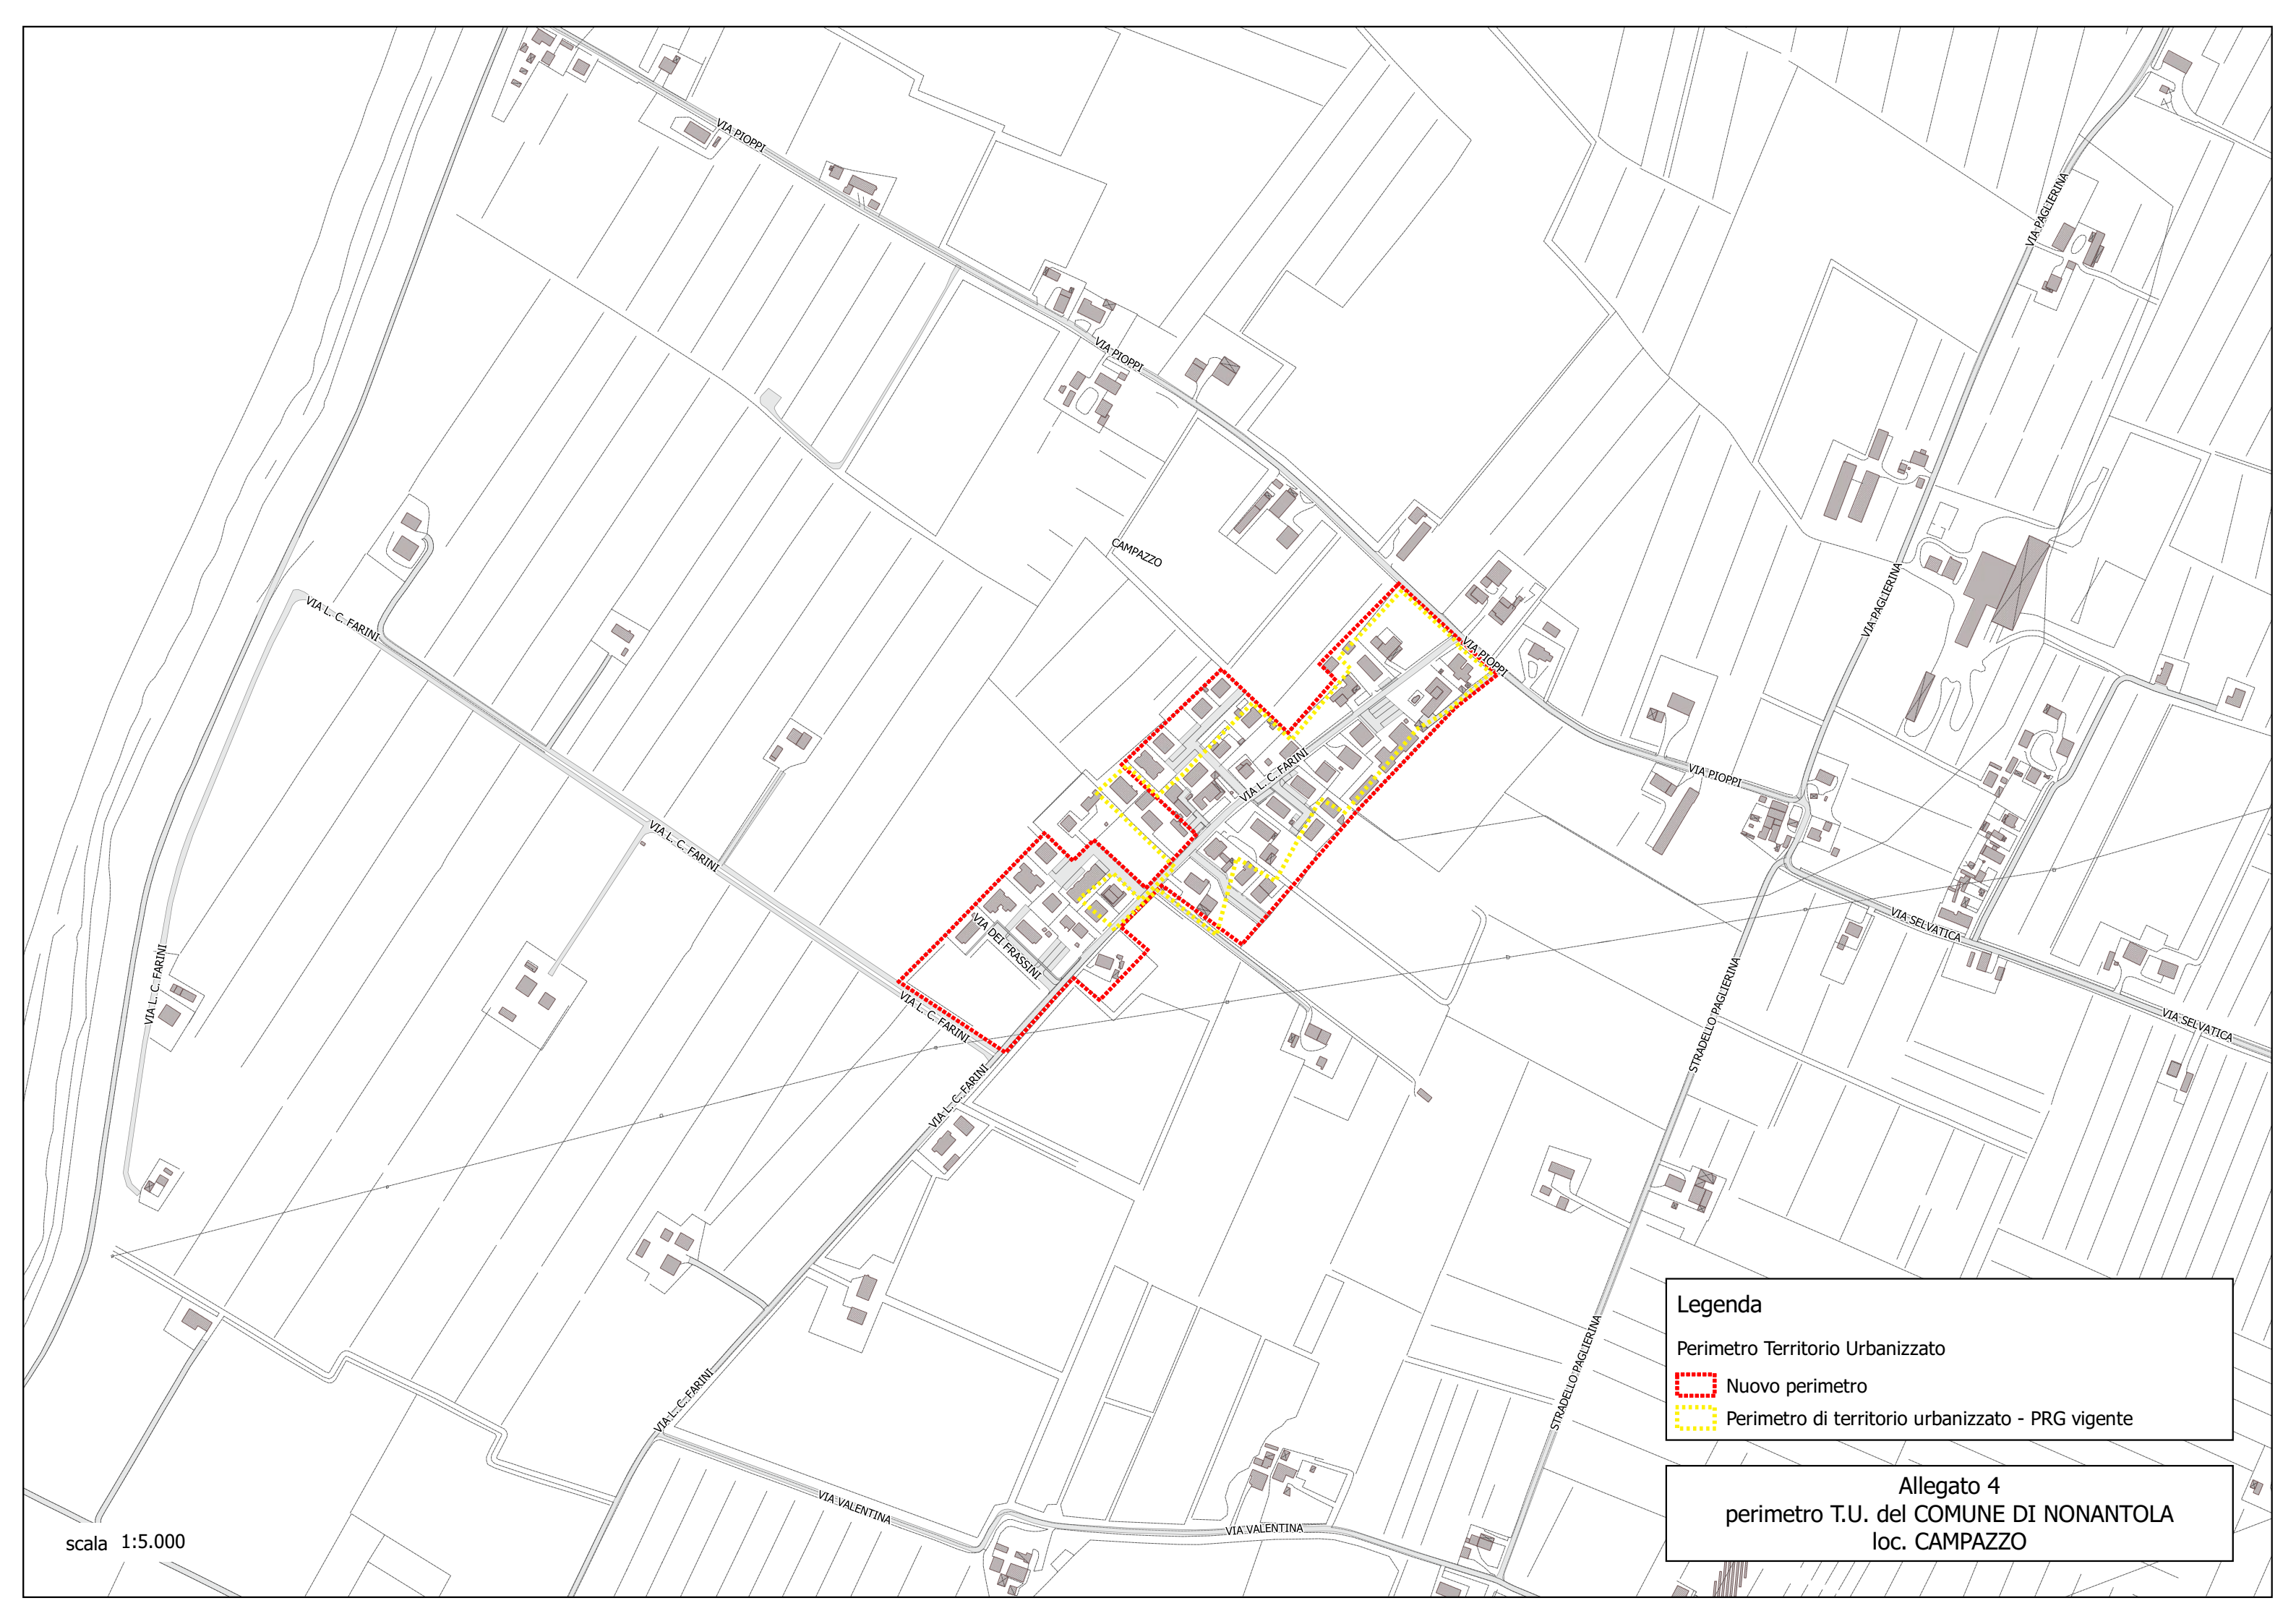 VIA PIOPPI
VIA PAGLIERINA
VIA PIOPPI
CAMPAZZO
VIA PAGLIERINA
VIA L. C. FARINI
VIA PIOPPI
VIA L. C. FARINI
VIA PIOPPI
VIA L. C. FARINI
VIA SELVATICA
VIA DEI FRASSINI
VIA L. C. FARINI
STRADELLO PAGLIERINA
VIA L. C. FARINI
VIA SELVATICA
VIA L. C. FARINI
STRADELLO PAGLIERINA
VIA L. C. FARINI
VIA VALENTINA
VIA VALENTINA
Legenda
Perimetro Territorio Urbanizzato
Nuovo perimetro
Perimetro di territorio urbanizzato - PRG vigente
Allegato 4
perimetro T.U. del COMUNE DI NONANTOLA
loc. CAMPAZZO
scala 1:5.000